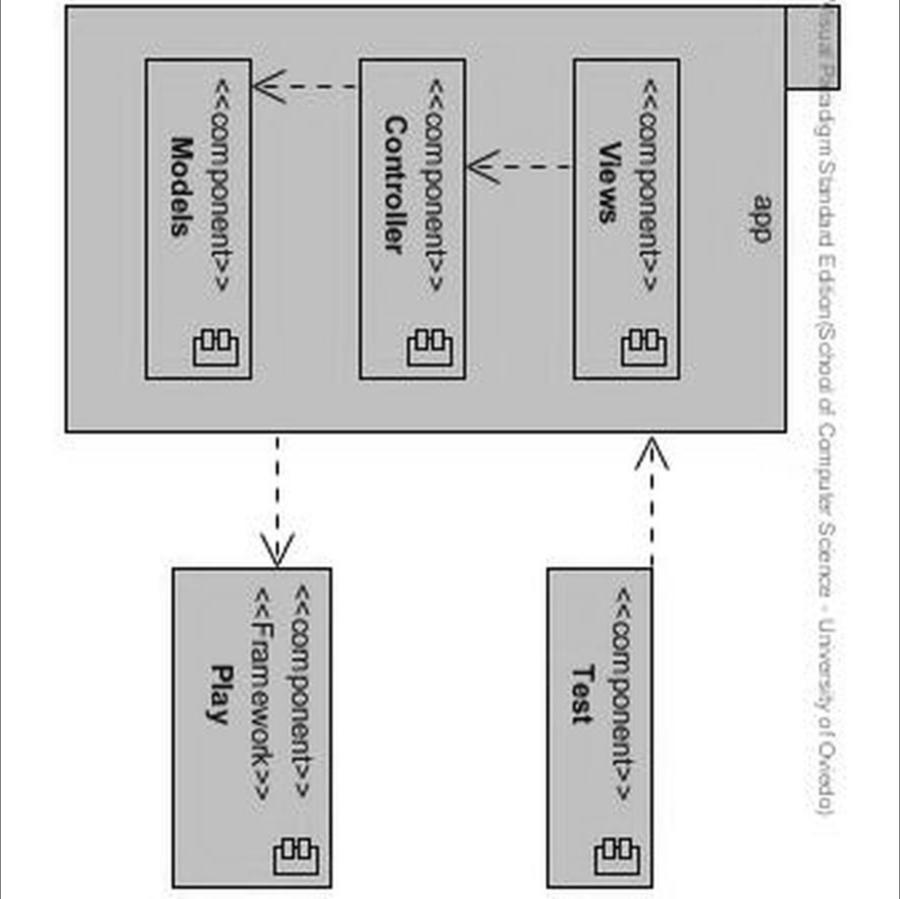 Visual Paradigm Standard Edition(School of Computer Science - University of Oviedo)
app
<<component>>
Views
<<component>>
Controller
<<component>>
Models
<<component>>
Test
<<component>>
<<Framework>>
Play